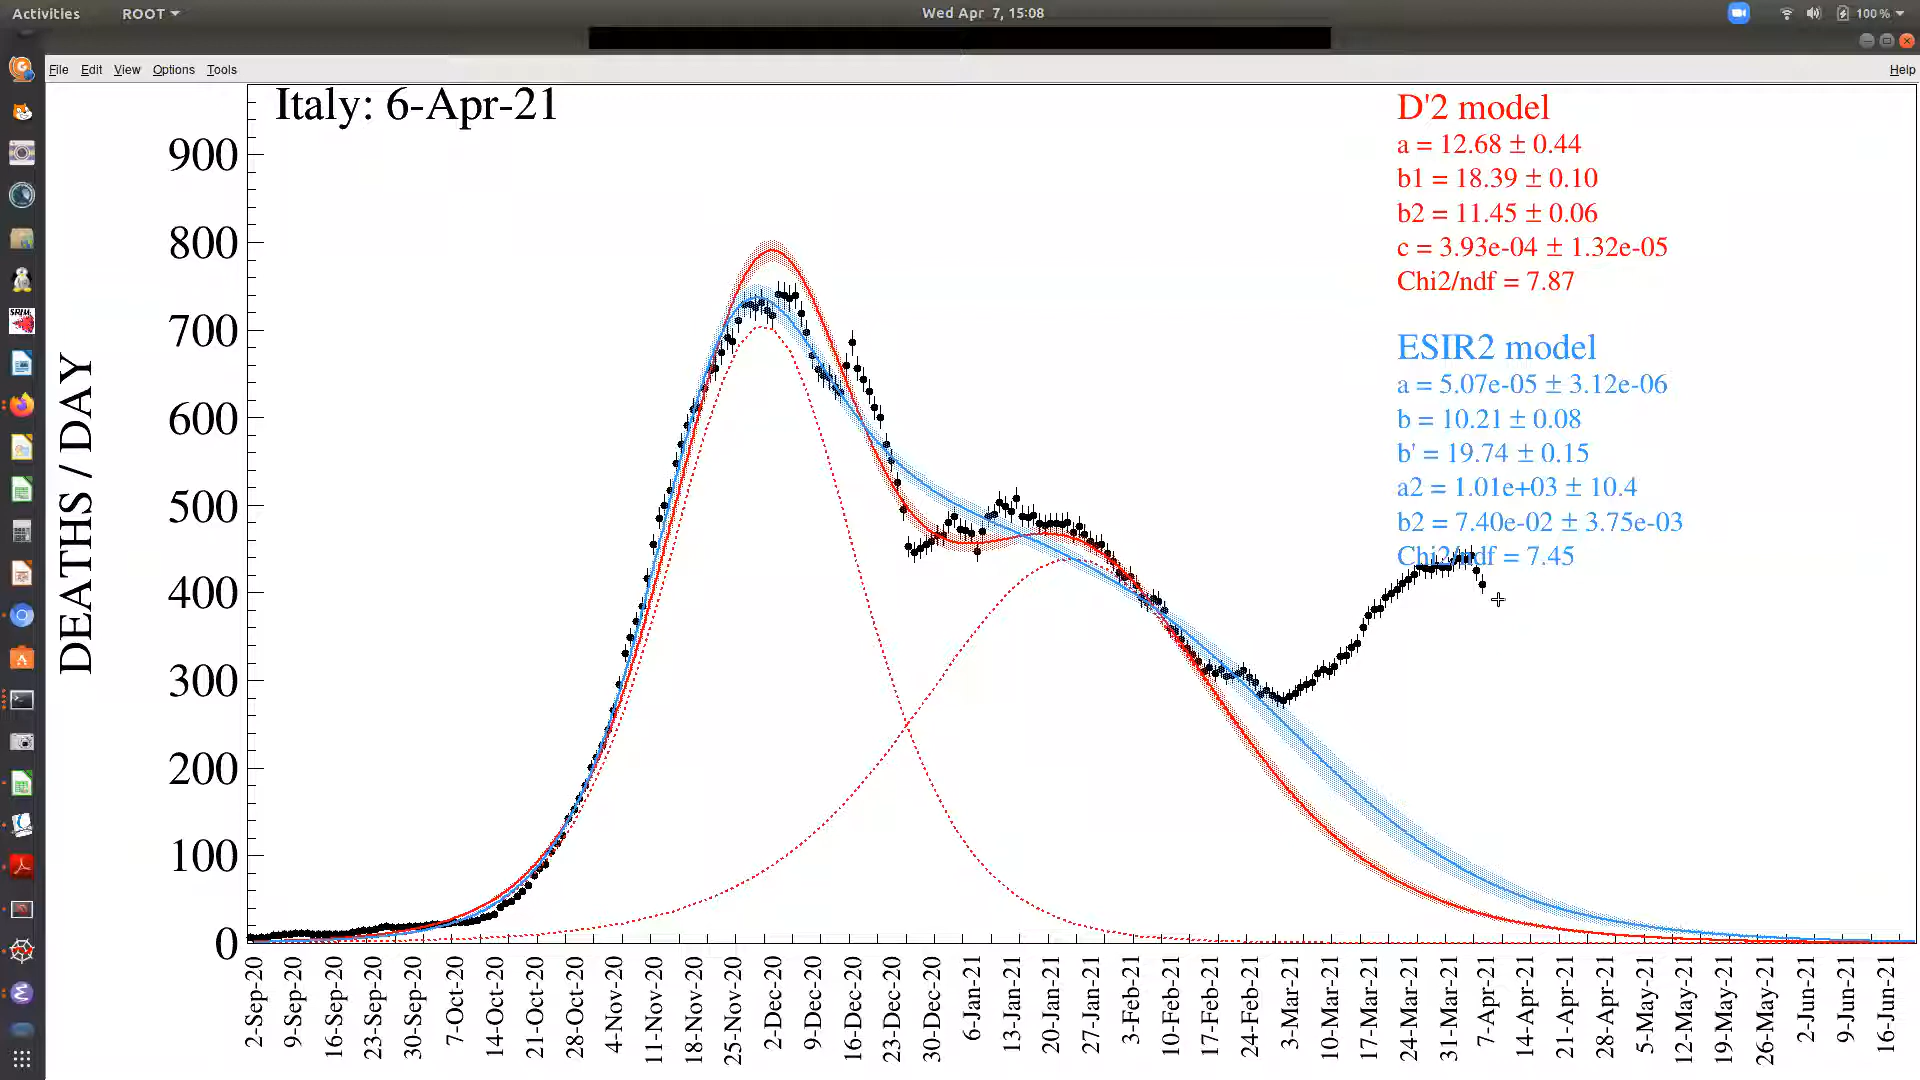 Activities ROOT Wed Apr 7, 15:08 100 %
File Edit View Options Tools Help
Italy: 6-Apr-21
DEATHS / DAY
900
800
700
600
500
400
300
200
100
0
D'2 model
a = 12.68 ± 0.44
b1 = 18.39 ± 0.10
b2 = 11.45 ± 0.06
c = 3.93e-04 ± 1.32e-05
Chi2/ndf = 7.87
ESIR2 model
a = 5.07e-05 ± 3.12e-06
b = 10.21 ± 0.08
b' = 19.74 ± 0.15
a2 = 1.01e+03 ± 10.4
b2 = 7.40e-02 ± 3.75e-03
Chi2/ndf = 7.45
2-Sep-20
9-Sep-20
16-Sep-20
23-Sep-20
30-Sep-20
7-Oct-20
14-Oct-20
21-Oct-20
28-Oct-20
4-Nov-20
11-Nov-20
18-Nov-20
25-Nov-20
2-Dec-20
9-Dec-20
16-Dec-20
23-Dec-20
30-Dec-20
6-Jan-21
13-Jan-21
20-Jan-21
27-Jan-21
3-Feb-21
10-Feb-21
17-Feb-21
24-Feb-21
3-Mar-21
10-Mar-21
17-Mar-21
24-Mar-21
31-Mar-21
7-Apr-21
14-Apr-21
21-Apr-21
28-Apr-21
5-May-21
12-May-21
19-May-21
26-May-21
2-Jun-21
9-Jun-21
16-Jun-21